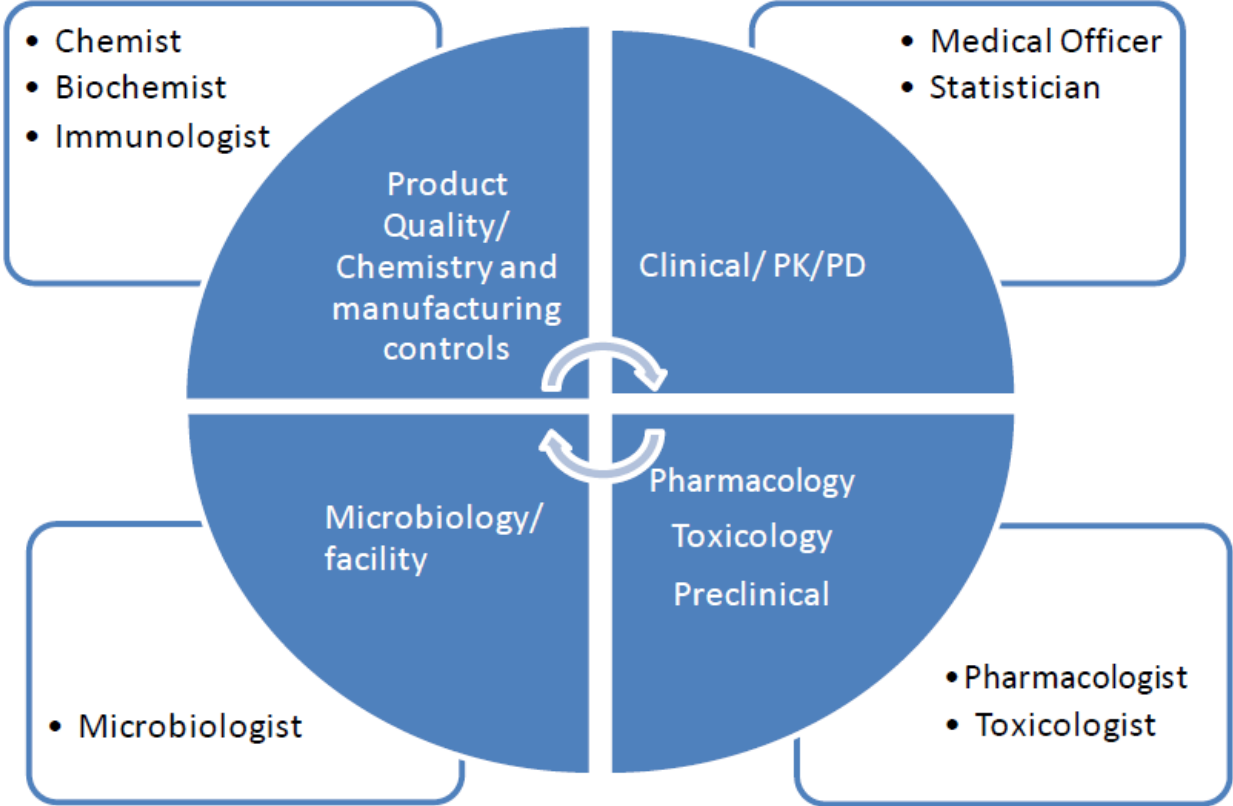 • Chemist
• Biochemist
• Immunologist
• Medical Officer
• Statistician
Product
Quality/
Chemistry and
manufacturing
controls
Clinical/ PK/PD
Microbiology/
facility
Pharmacology
Toxicology
Preclinical
• Microbiologist
•Pharmacologist
• Toxicologist